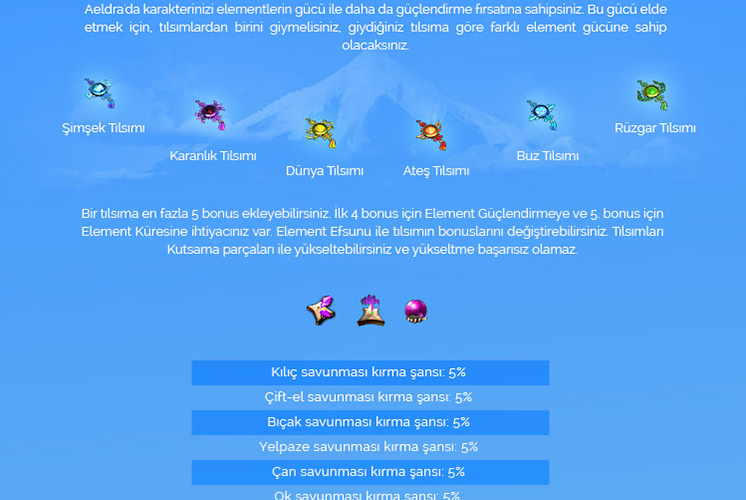 Aeldra'da karakterinizi elementlerin gücü ile daha da güçlendirme fırsatına sahipsiniz. Bu gücü elde
etmek için, tılsımlardan birini giymelisiniz, giydiğiniz tılsıma göre farklı element gücüne sahip
olacaksınız.
Şimşek Tılsımı
Karanlık Tılsımı
Dünya Tılsımı
Ateş Tılsımı
Buz Tılsımı
Rüzgar Tılsımı
Bir tılsıma en fazla 5 bonus ekleyebilirsiniz. İlk 4 bonus için Element Güçlendirmeye ve 5. bonus için
Element Küresine ihtiyacınız var. Element Efsunu ile tılsımın bonuslarını değiştirebilirsiniz. Tılsımları
Kutsama parçaları ile yükseltebilirsiniz ve yükseltme başarısız olamaz.
Kılıç savunması kırma şansı: 5%
Çift-el savunması kırma şansı: 5%
Bıçak savunması kırma şansı: 5%
Yelpaze savunması kırma şansı: 5%
Çan savunması kırma şansı: 5%
Ok savunması kırma şansı: 5%